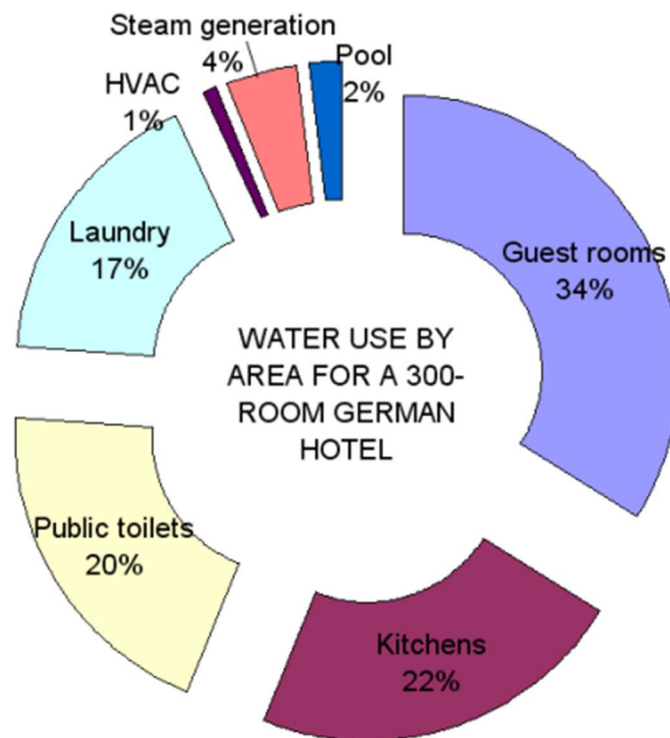 Steam generation
4%
Pool
2%
HVAC
1%
Laundry
17%
Guest rooms
34%
WATER USE BY
AREA FOR A 300-
ROOM GERMAN
HOTEL
Public toilets
20%
Kitchens
22%